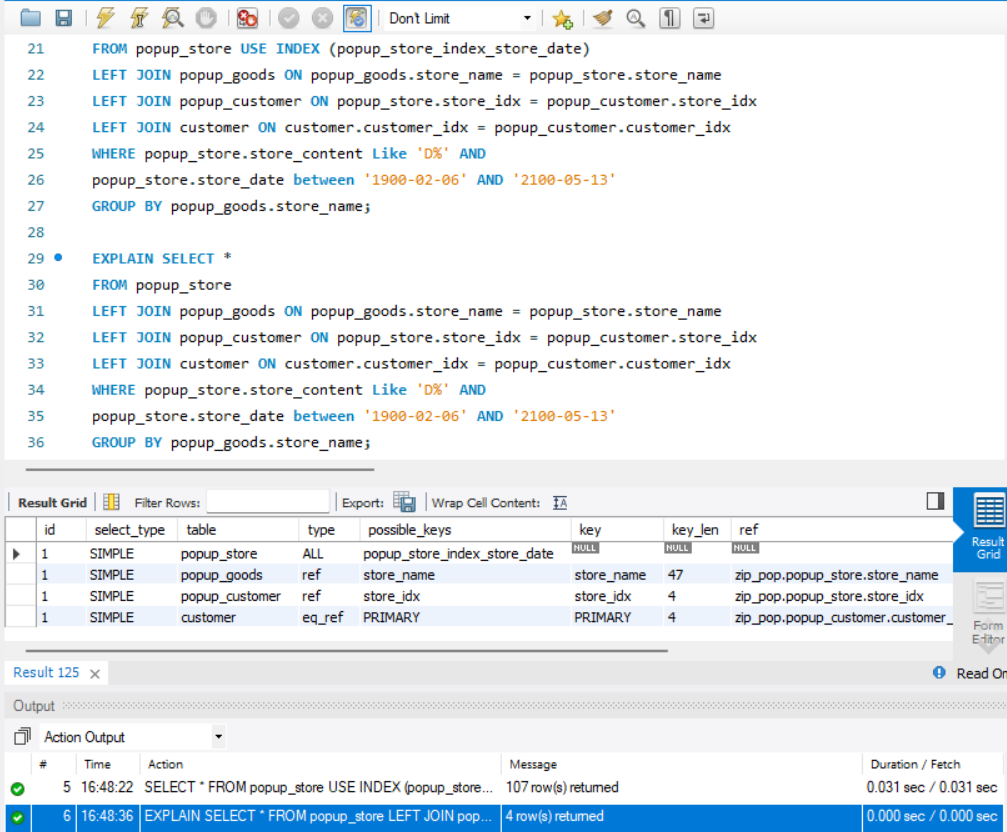 Don't Limit
21 FROM popup_store USE INDEX (popup_store_index_store_date)
22 LEFT JOIN popup_goods ON popup_goods.store_name = popup_store.store_name
23 LEFT JOIN popup_customer ON popup_store.store_idx = popup_customer.store_idx
24 LEFT JOIN customer ON customer.customer_idx = popup_customer.customer_idx
25 WHERE popup_store.store_content Like 'D%' AND
26 popup_store.store_date between '1900-02-06' AND '2100-05-13'
27 GROUP BY popup_goods.store_name;
28
29 EXPLAIN SELECT *
30 FROM popup_store
31 LEFT JOIN popup_goods ON popup_goods.store_name = popup_store.store_name
32 LEFT JOIN popup_customer ON popup_store.store_idx = popup_customer.store_idx
33 LEFT JOIN customer ON customer.customer_idx = popup_customer.customer_idx
34 WHERE popup_store.store_content Like 'D%' AND
35 popup_store.store_date between '1900-02-06' AND '2100-05-13'
36 GROUP BY popup_goods.store_name;
Result Grid Filter Rows: Export: Wrap Cell Content:
id select_type table type possible_keys key key_len ref
1 SIMPLE popup_store ALL popup_store_index_store_date NULL NULL NULL
1 SIMPLE popup_goods ref store_name store_name 47 zip_pop.popup_store.store_name
1 SIMPLE popup_customer ref store_idx store_idx 4 zip_pop.popup_store.store_idx
1 SIMPLE customer eq_ref PRIMARY PRIMARY 4 zip_pop.popup_customer.customer_
Result
Grid
Form
Editor
Result 125 Read On
Output
Action Output
# Time Action Message Duration / Fetch
5 16:48:22 SELECT * FROM popup_store USE INDEX (popup_store... 107 row(s) returned 0.031 sec / 0.031 sec
6 16:48:36 EXPLAIN SELECT * FROM popup_store LEFT JOIN pop... 4 row(s) returned 0.000 sec / 0.000 sec